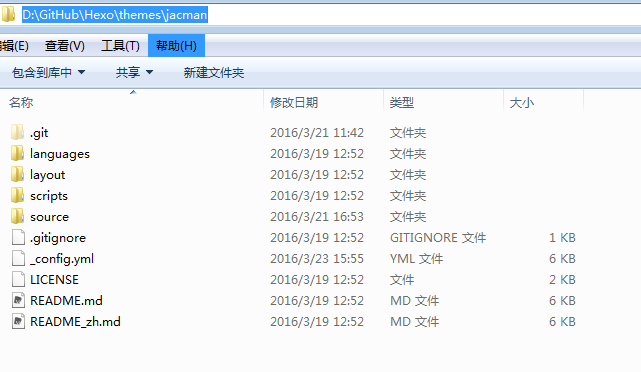 D:\GitHub\Hexo\themes\jacman
编辑(E) 查看(V) 工具(T) 帮助(H)
包含到库中 共享 新建文件夹
名称 修改日期 类型 大小
.git 2016/3/21 11:42 文件夹
languages 2016/3/19 12:52 文件夹
layout 2016/3/19 12:52 文件夹
scripts 2016/3/19 12:52 文件夹
source 2016/3/21 16:53 文件夹
.gitignore 2016/3/19 12:52 GITIGNORE 文件 1 KB
_config.yml 2016/3/23 15:55 YML 文件 6 KB
LICENSE 2016/3/19 12:52 文件 2 KB
README.md 2016/3/19 12:52 MD 文件 6 KB
README_zh.md 2016/3/19 12:52 MD 文件 6 KB